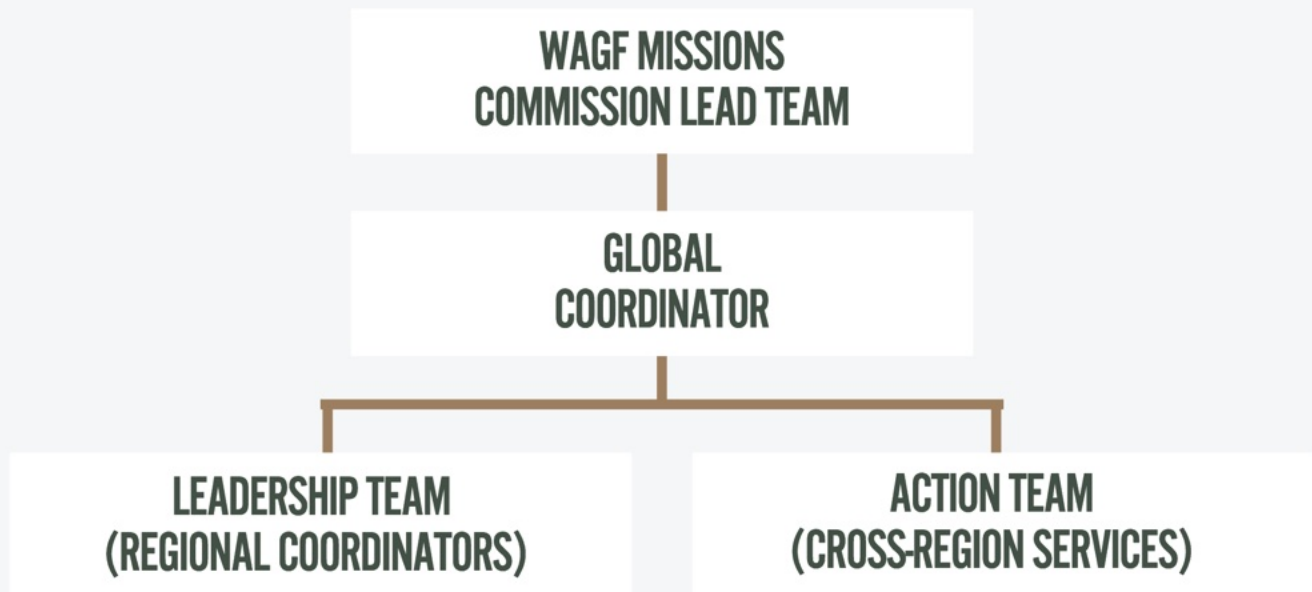 WAGF MISSIONS
COMMISSION LEAD TEAM
GLOBAL
COORDINATOR
LEADERSHIP TEAM
(REGIONAL COORDINATORS)
ACTION TEAM
(CROSS-REGION SERVICES)